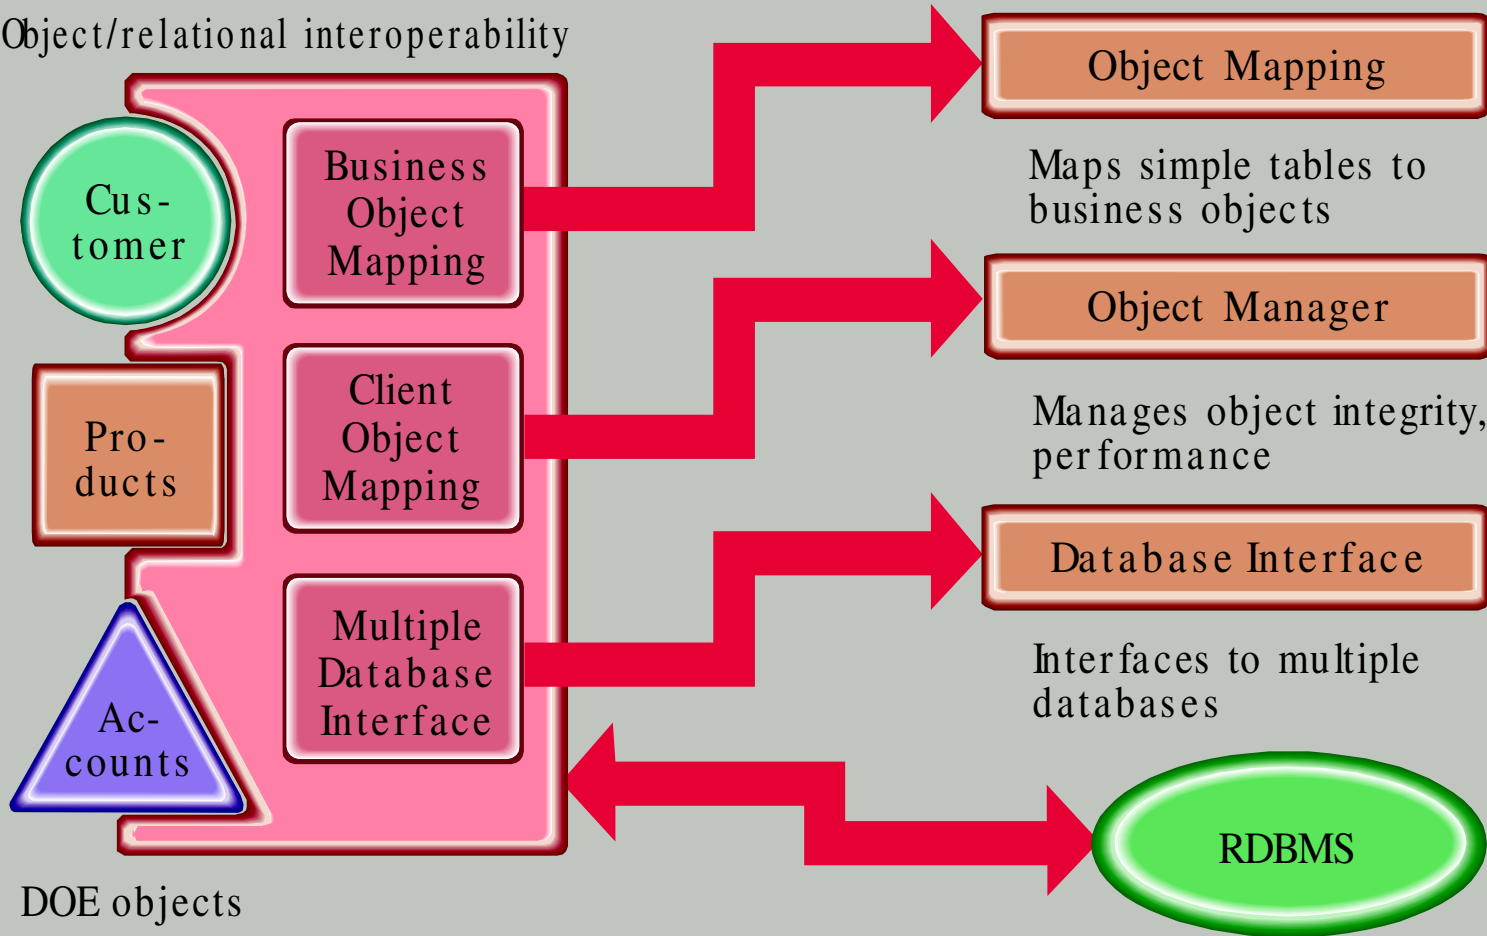 Object/relational interoperability
Cus-
tomer
Pro-
ducts
Ac-
counts
DOE objects
Business
Object
Mapping
Client
Object
Mapping
Multiple
Database
Interface
Object Mapping
Maps simple tables to
business objects
Object Manager
Manages object integrity,
performance
Database Interface
Interfaces to multiple
databases
RDBMS